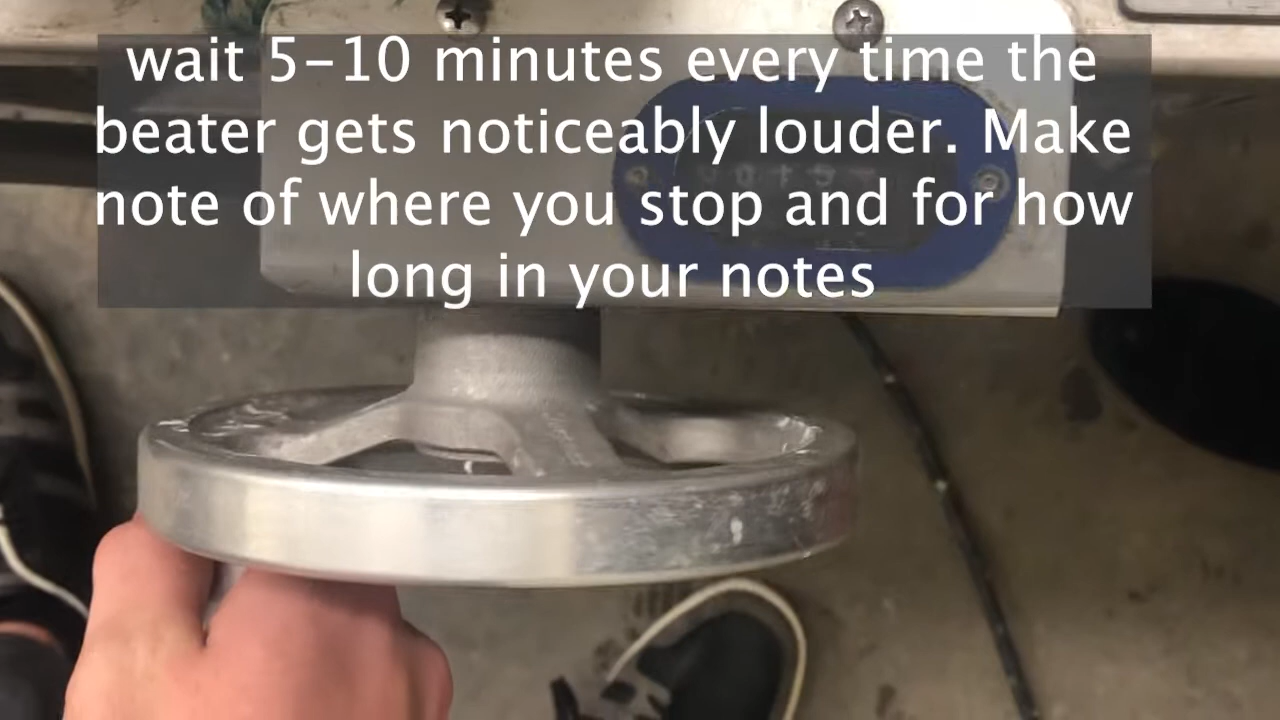 wait 5-10 minutes every time the
beater gets noticeably louder. Make
note of where you stop and for how
long in your notes